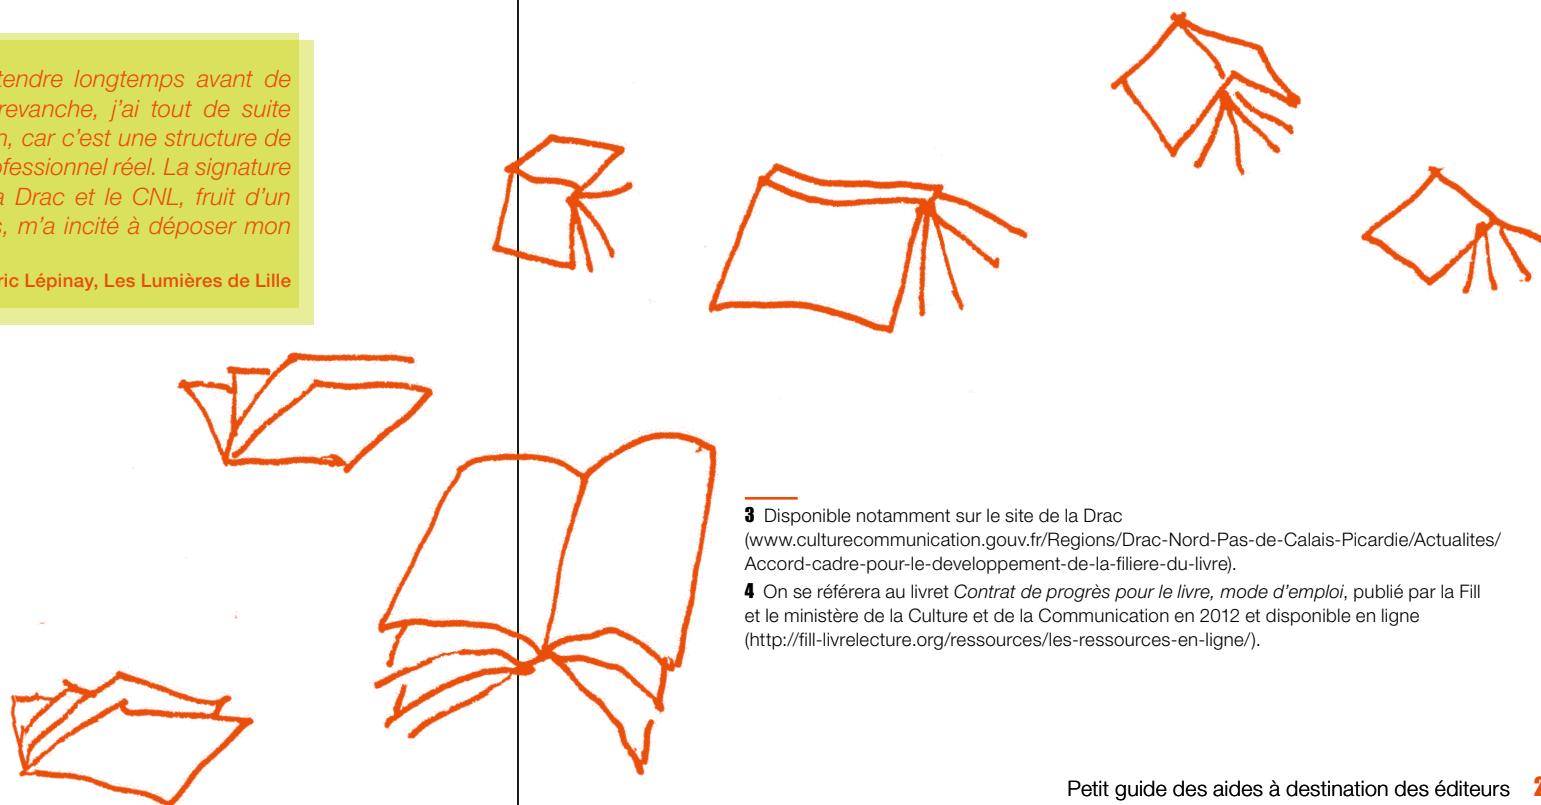 tendre longtemps avant de
revanche, j'ai tout de suite
n, car c'est une structure de
ofessionnel réel. La signature
a Drac et le CNL, fruit d'un
s, m'a incité à déposer mon
ric Lépinay, Les Lumières de Lille
3 Disponible notamment sur le site de la Drac
(www.culturecommunication.gouv.fr/Regions/Drac-Nord-Pas-de-Calais-Picardie/Actualites/
Accord-cadre-pour-le-developpement-de-la-filiere-du-livre).
4 On se référera au livret Contrat de progrès pour le livre, mode d'emploi, publié par la Fill
et le ministère de la Culture et de la Communication en 2012 et disponible en ligne
(http://fill-livrelecture.org/ressources/les-ressources-en-ligne/).
Petit guide des aides à destination des éditeurs 2